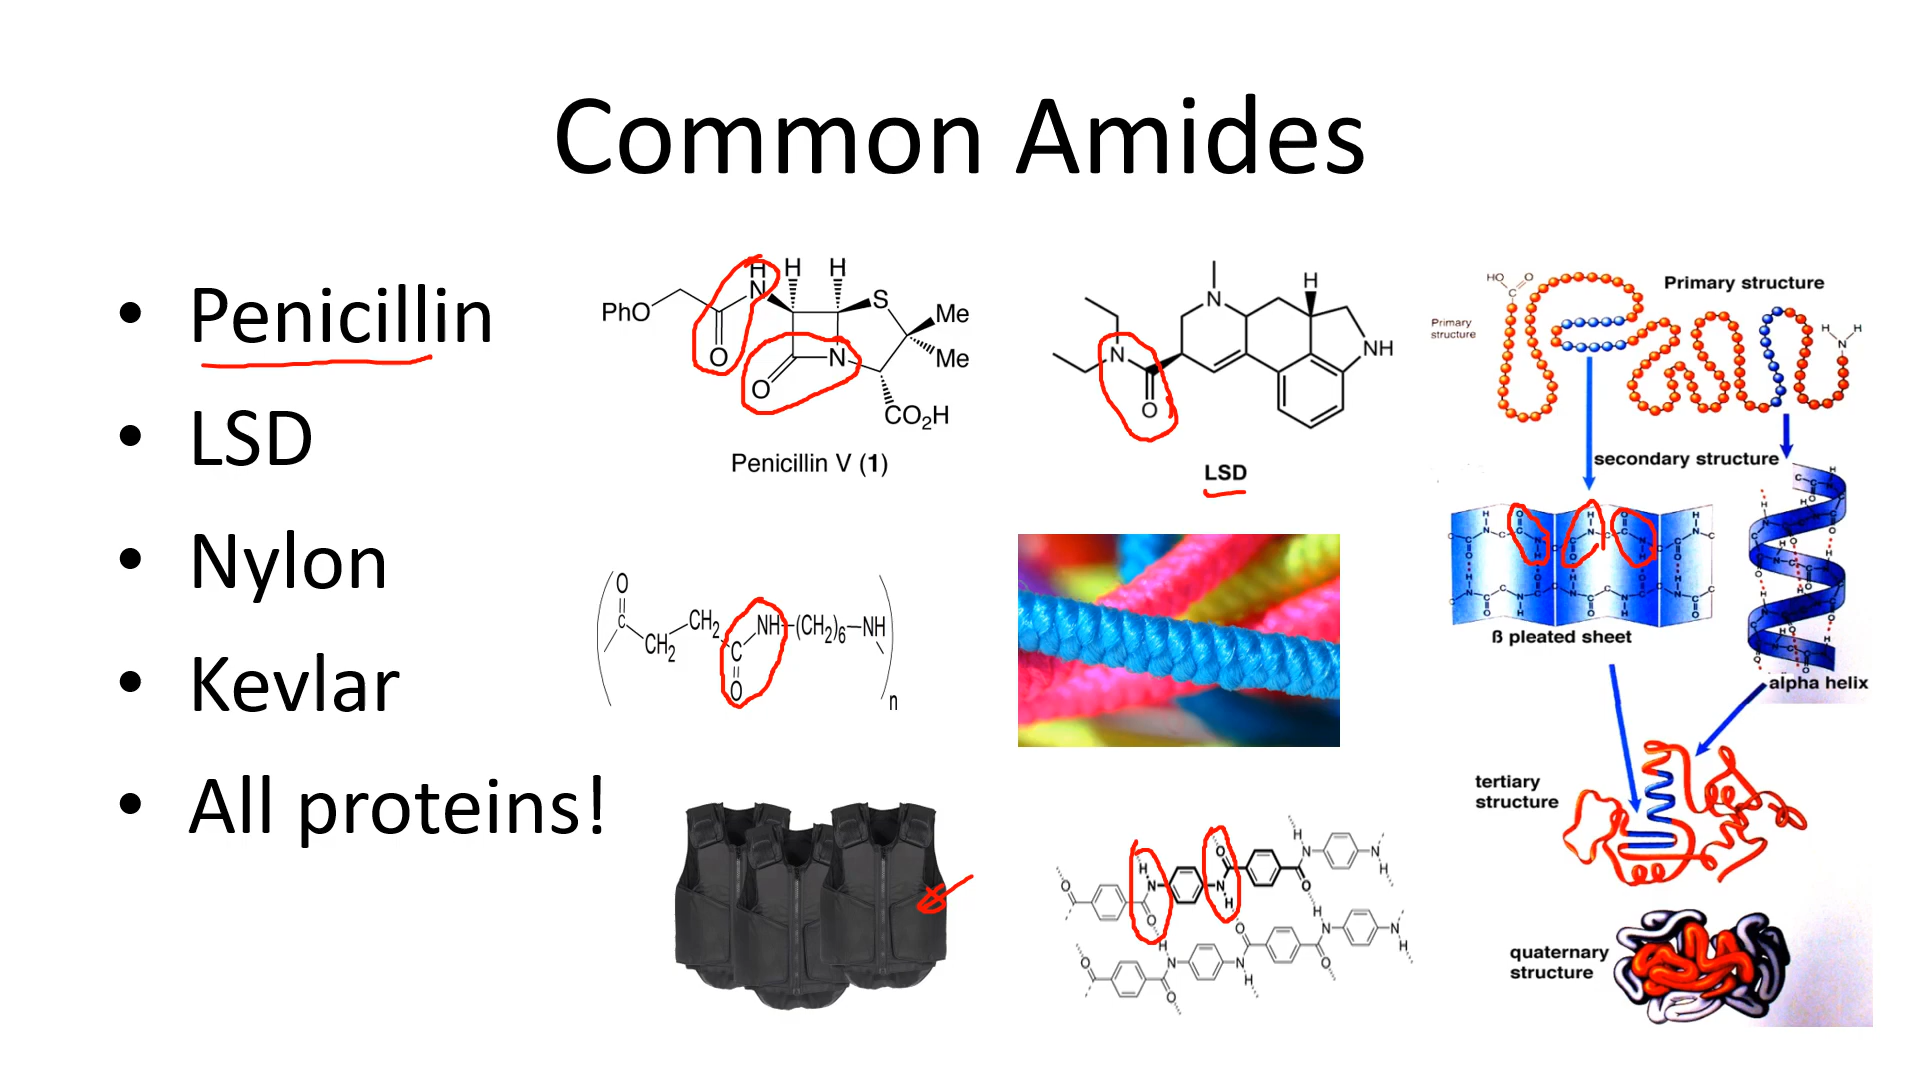 Common Amides
• Penicillin
• LSD
• Nylon
• Kevlar
• All proteins!
H H H
N
PhO
S
Me
Me
O
N
O
CO₂H
Penicillin V (1)
H
N
N
NH
O
LSD
O
C
CH₂
CH₂
NH–(CH₂)₆–NH
C
O
n
HO O
Primary structure
Primary
structure
H H
N
secondary structure
ß pleated sheet
alpha helix
tertiary
structure
quaternary
structure